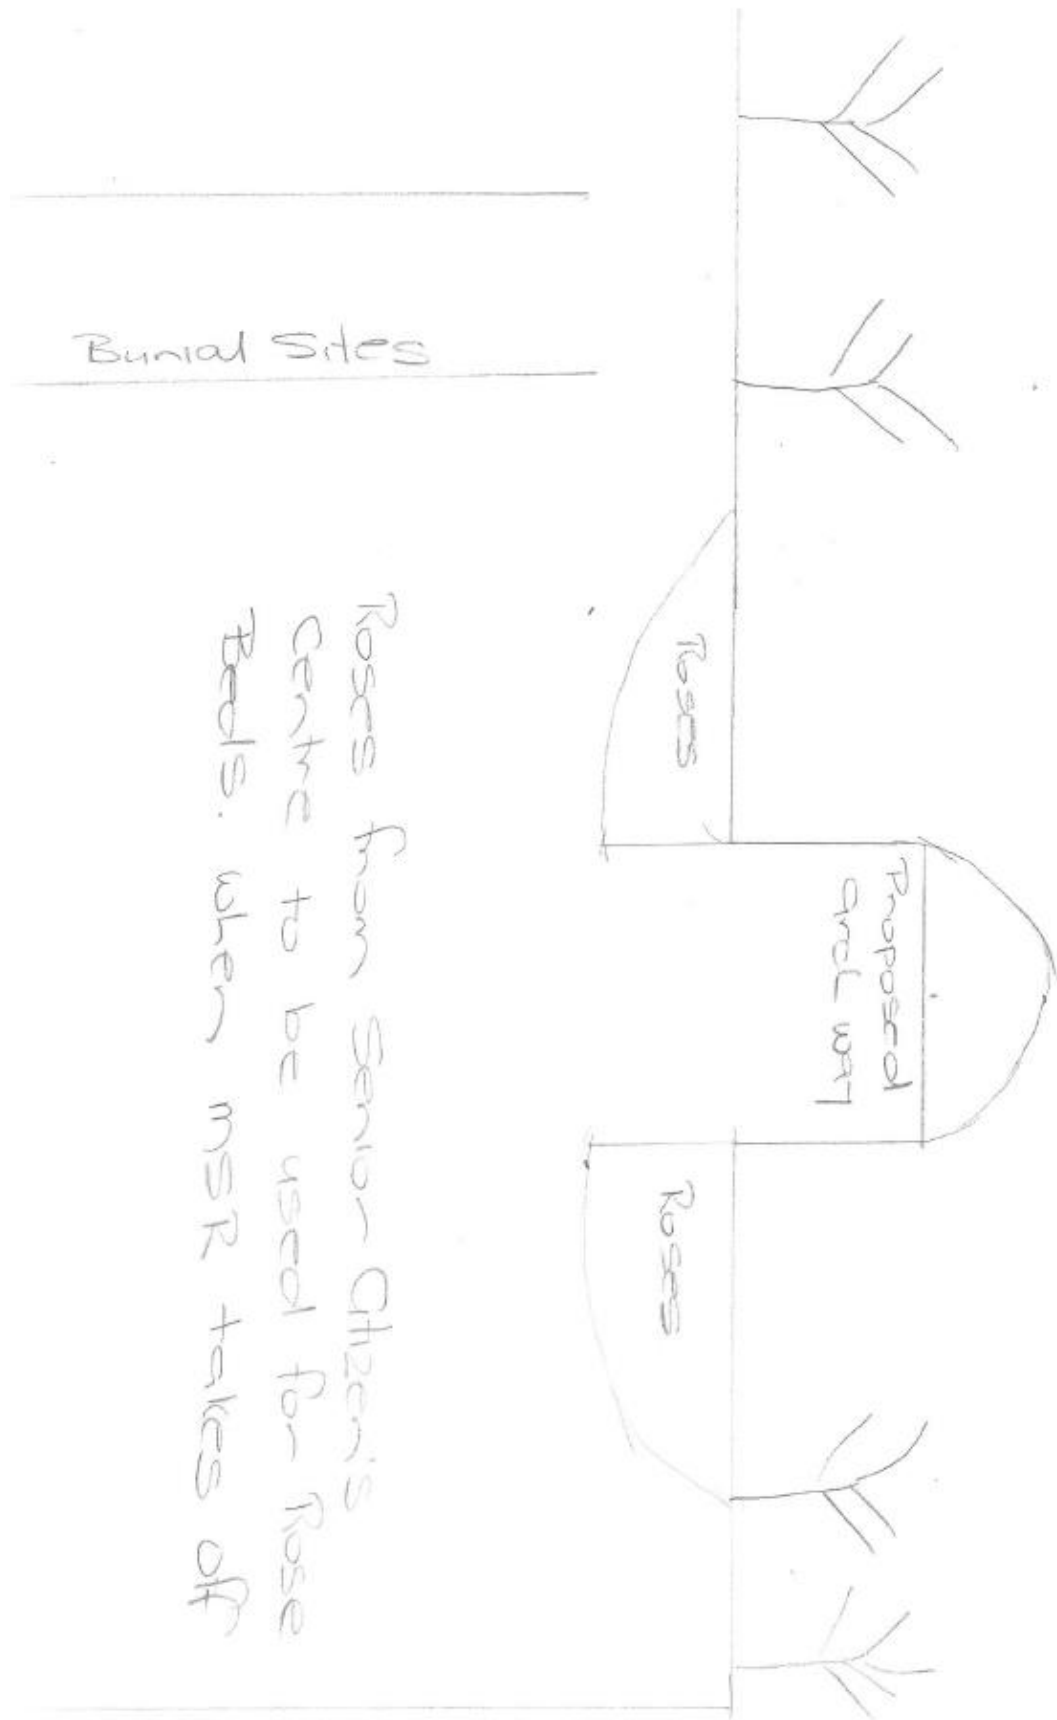 Burial Sites
Roses
Proposed
arch way
Roses
Roses from Senior Citizen's
Centre to be used for Rose
Beds. when MSR takes off